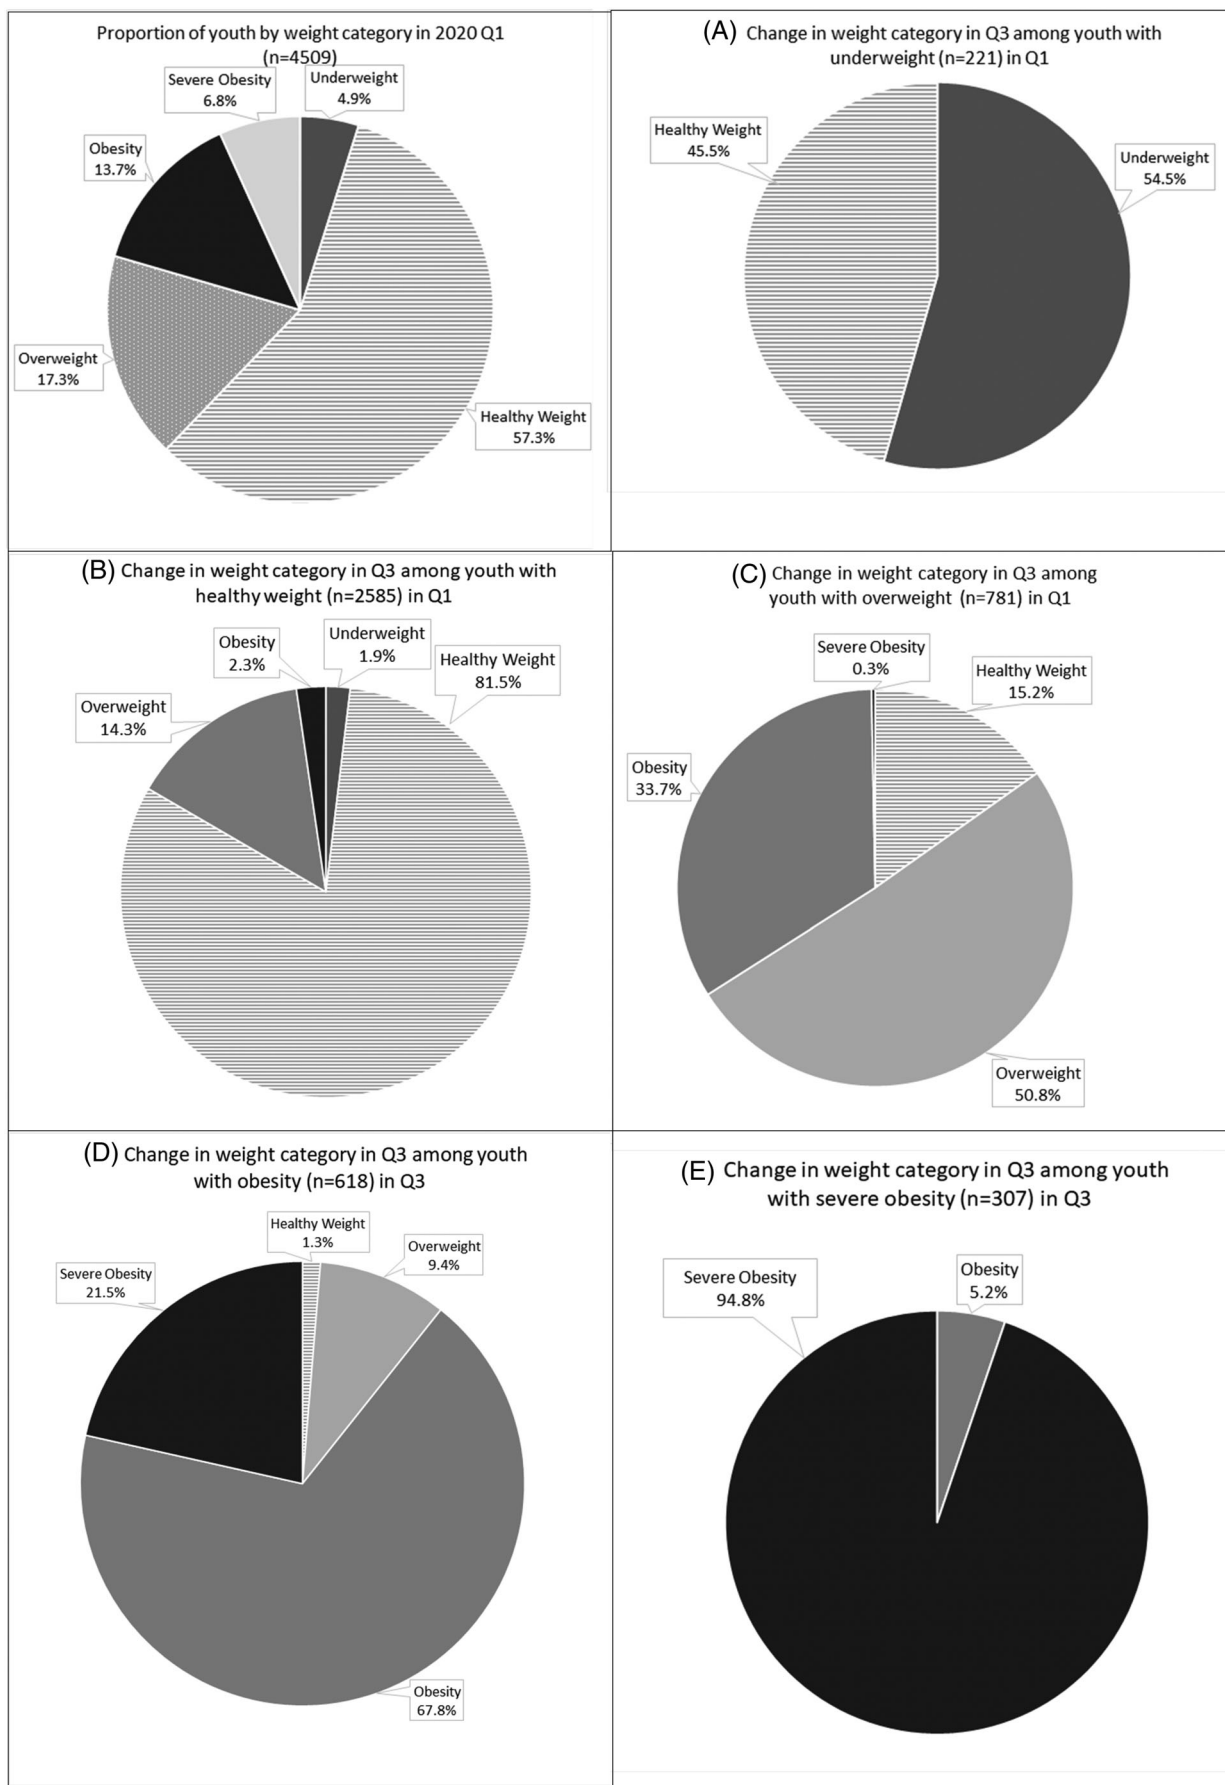 Proportion of youth by weight category in 2020 Q1
(n=4509)
Severe Obesity
6.8%
Underweight
4.9%
Obesity
13.7%
Overweight
17.3%
Healthy Weight
57.3%
(A) Change in weight category in Q3 among youth with
underweight (n=221) in Q1
Healthy Weight
45.5%
Underweight
54.5%
(B) Change in weight category in Q3 among youth with
healthy weight (n=2585) in Q1
Obesity
2.3%
Underweight
1.9%
Healthy Weight
81.5%
Overweight
14.3%
(C) Change in weight category in Q3 among
youth with overweight (n=781) in Q1
Severe Obesity
0.3%
Healthy Weight
15.2%
Obesity
33.7%
Overweight
50.8%
(D) Change in weight category in Q3 among youth
with obesity (n=618) in Q3
Healthy Weight
1.3%
Overweight
9.4%
Severe Obesity
21.5%
Obesity
67.8%
(E) Change in weight category in Q3 among youth
with severe obesity (n=307) in Q3
Severe Obesity
94.8%
Obesity
5.2%